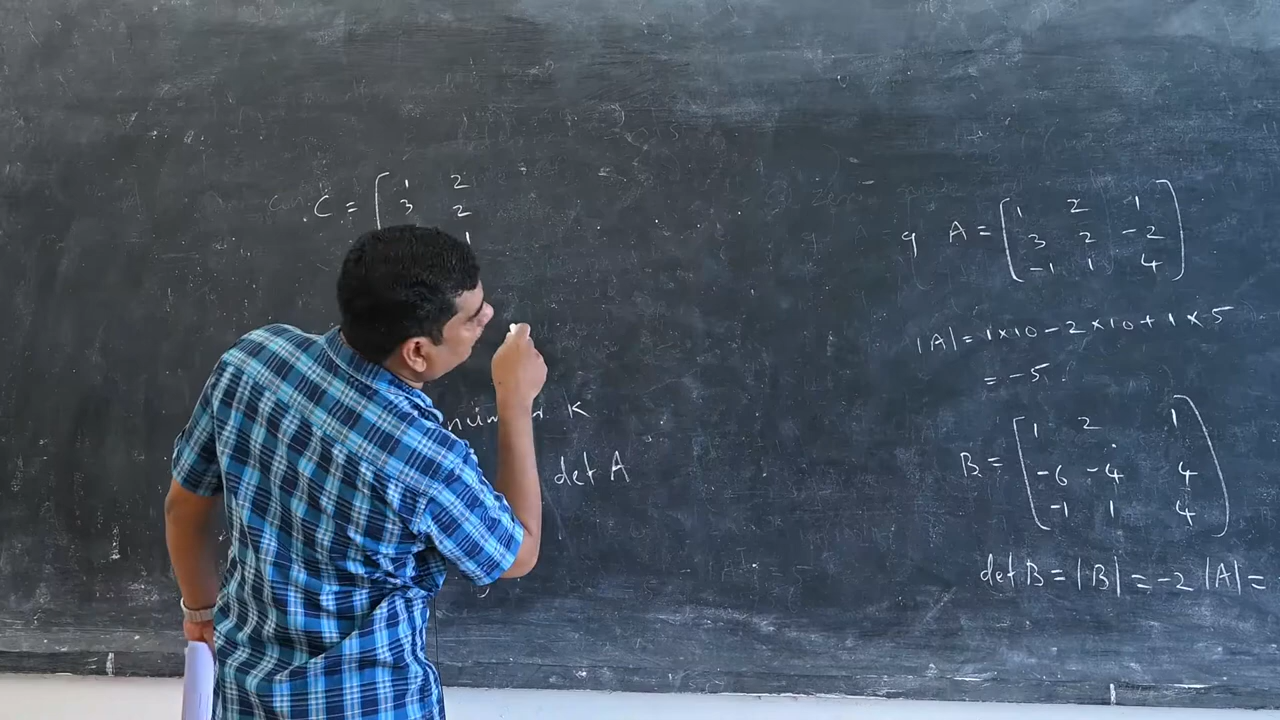 C = [ 1 2
3 2
1
K
det A
A = [ 1 2 1
3 2 -2
-1 1 4 ]
|A| = 1×10 - 2×10 + 1×5
= -5
B = [ 1 2 1
-6 -4 4
-1 1 4 ]
det B = |B| = -2 |A| =